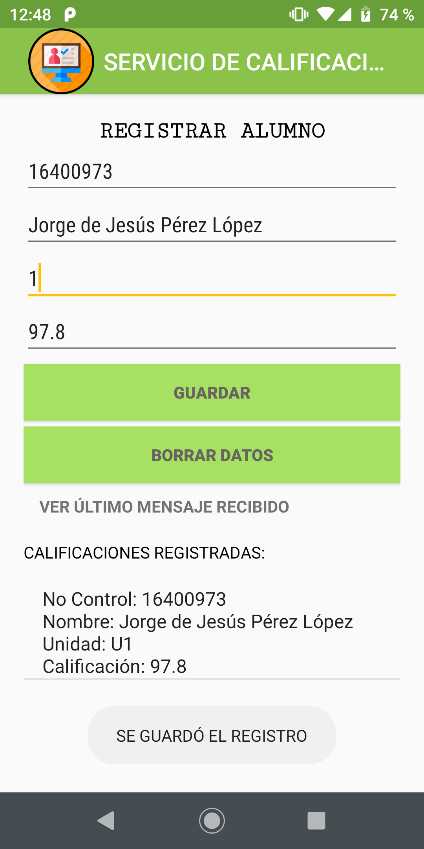 12:48
74 %
SERVICIO DE CALIFICACI...
REGISTRAR ALUMNO
16400973
Jorge de Jesús Pérez López
1
97.8
GUARDAR
BORRAR DATOS
VER ÚLTIMO MENSAJE RECIBIDO
CALIFICACIONES REGISTRADAS:
No Control: 16400973
Nombre: Jorge de Jesús Pérez López
Unidad: U1
Calificación: 97.8
SE GUARDÓ EL REGISTRO